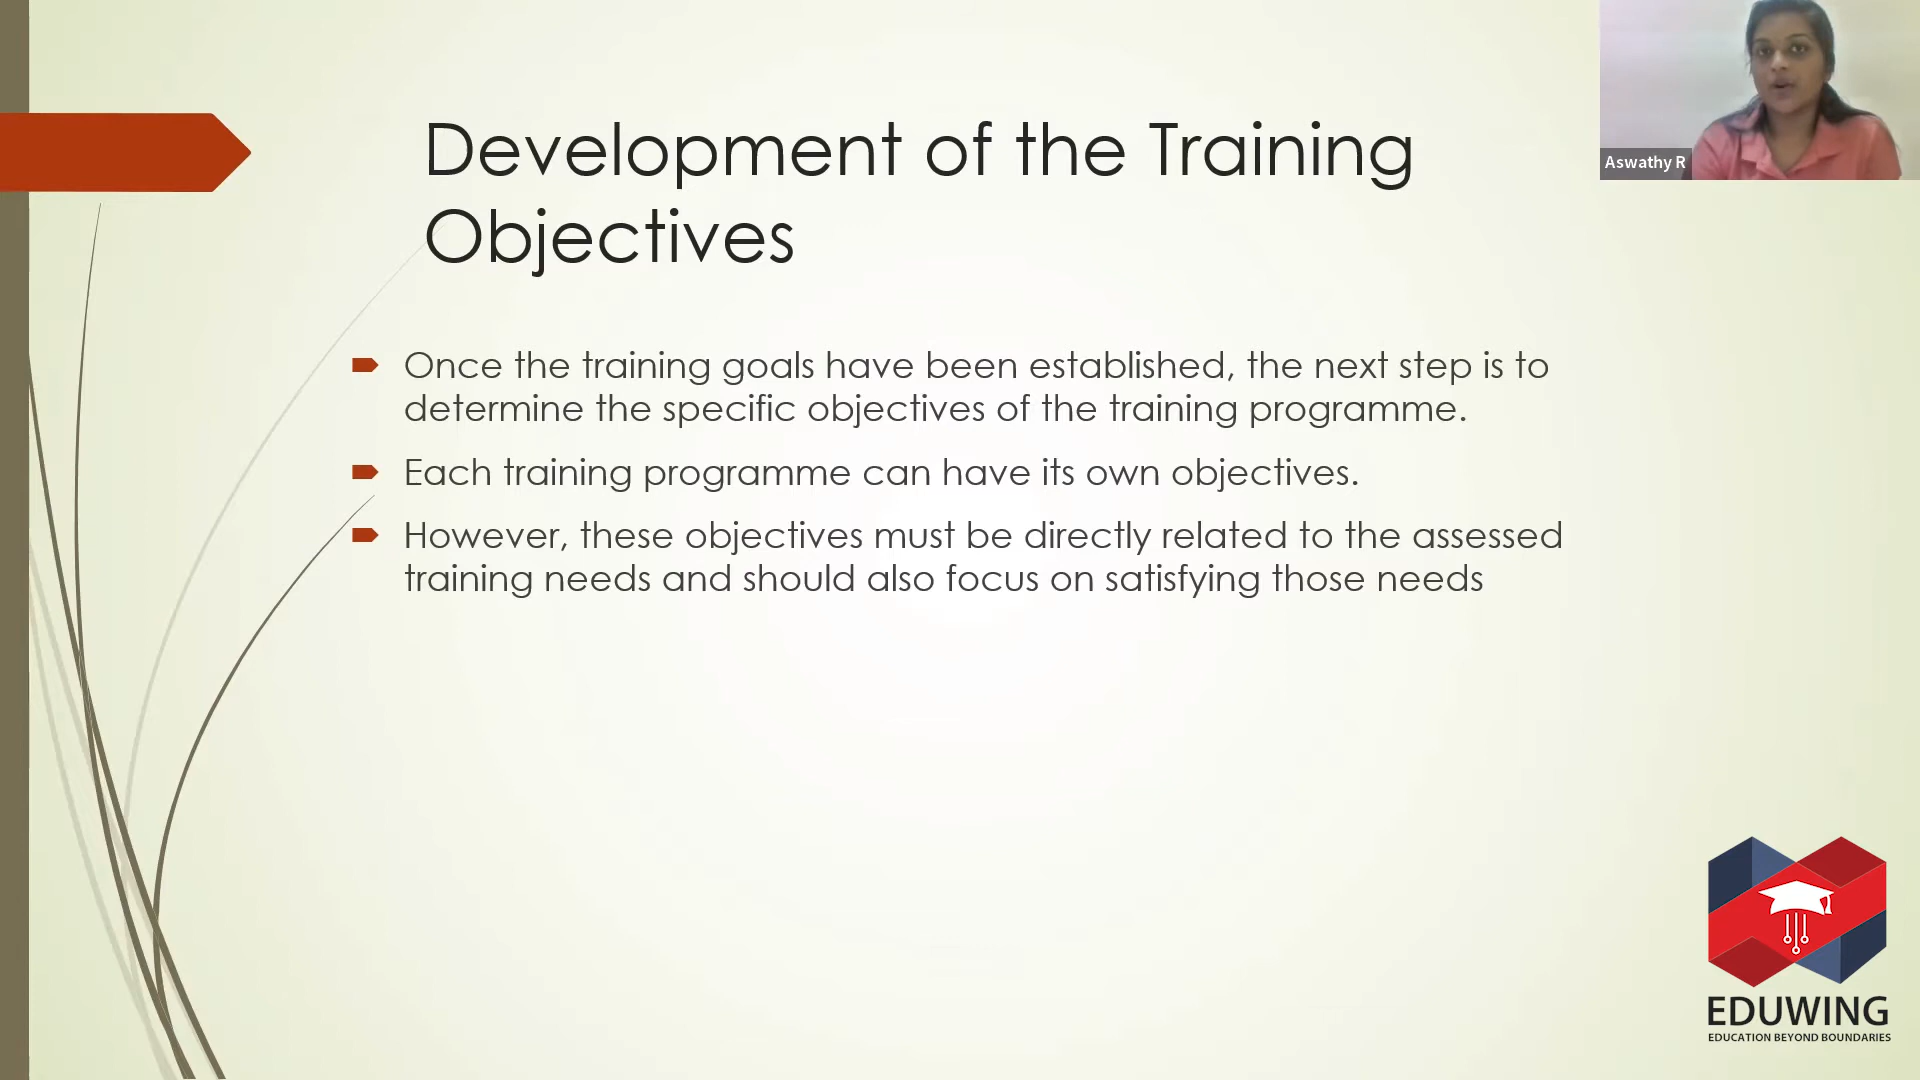 Aswathy R
Development of the Training
Objectives
Once the training goals have been established, the next step is to
determine the specific objectives of the training programme.
Each training programme can have its own objectives.
However, these objectives must be directly related to the assessed
training needs and should also focus on satisfying those needs
EDUWING
EDUCATION BEYOND BOUNDARIES